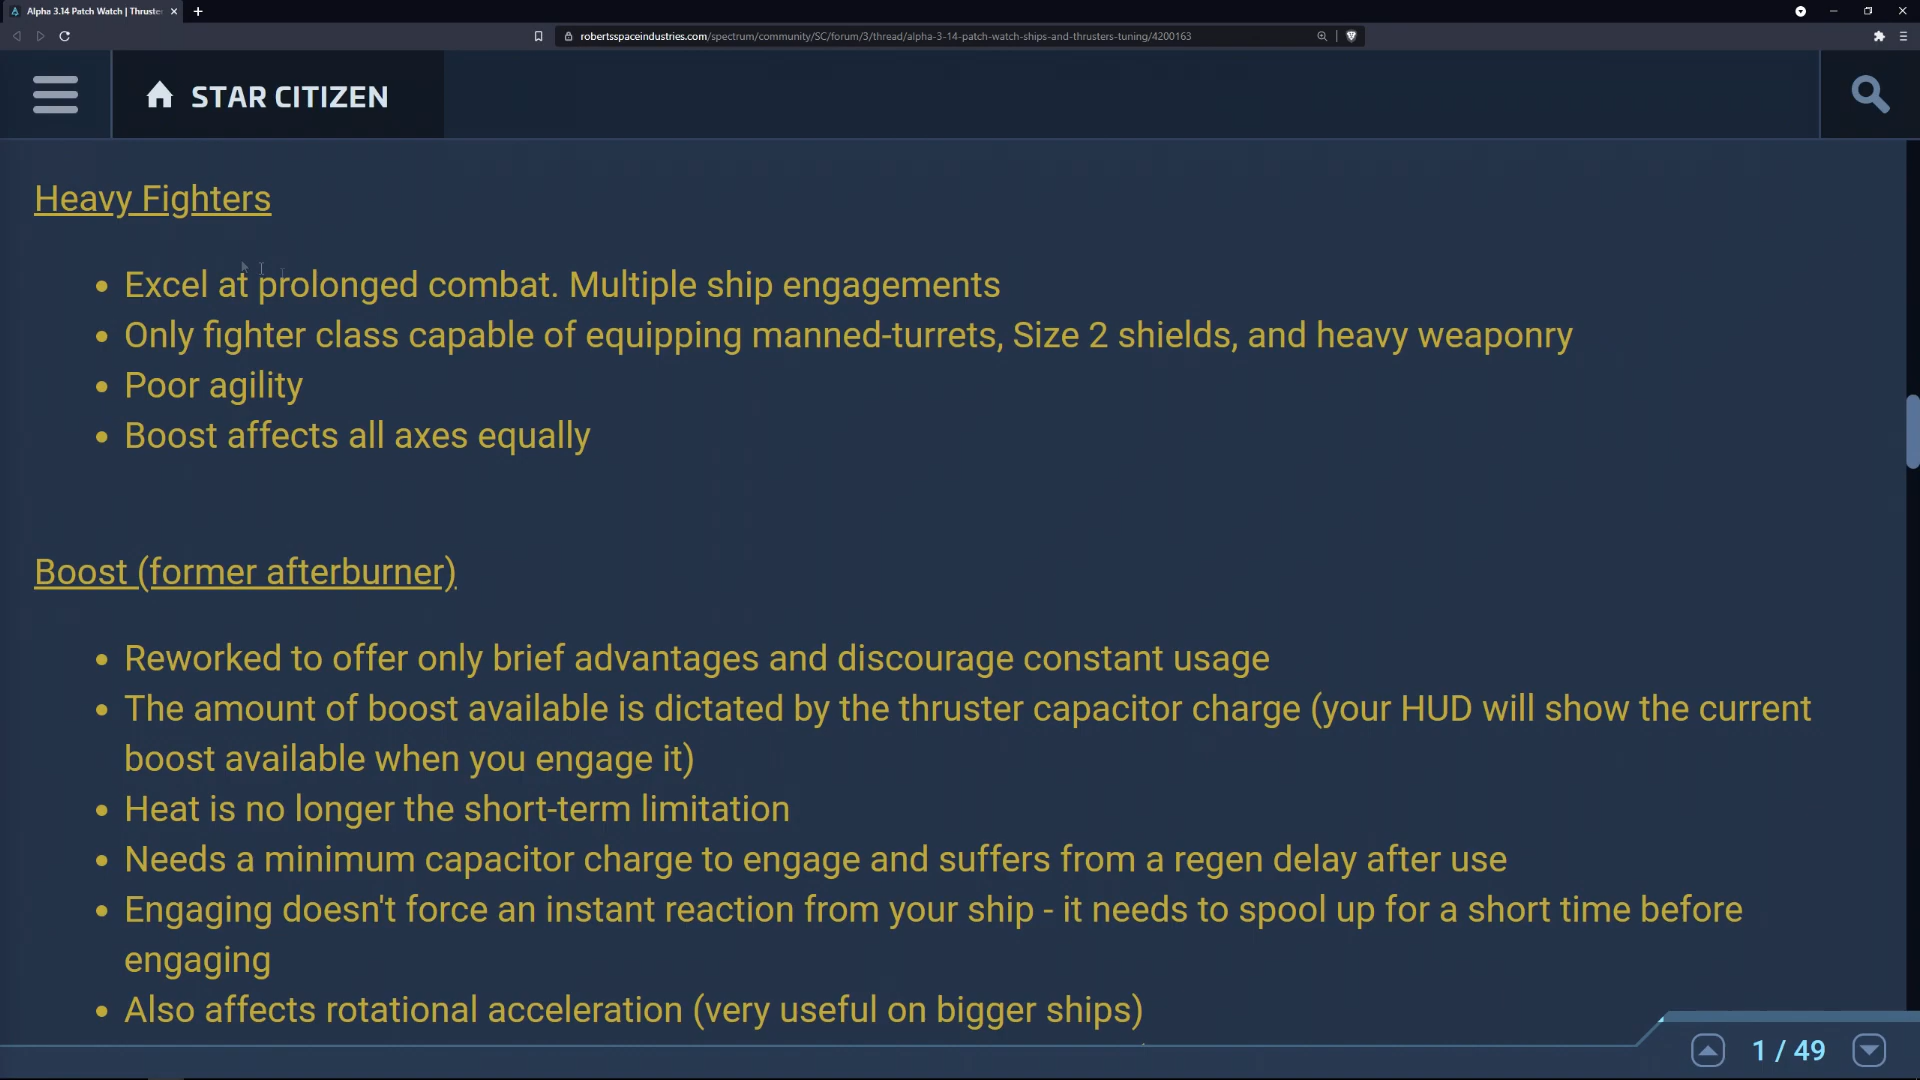 Alpha 3.14 Patch Watch | Thruste
robertsspaceindustries.com/spectrum/community/SC/forum/3/thread/alpha-3-14-patch-watch-ships-and-thrusters-tuning/4200163
STAR CITIZEN
Heavy Fighters
• Excel at prolonged combat. Multiple ship engagements
• Only fighter class capable of equipping manned-turrets, Size 2 shields, and heavy weaponry
• Poor agility
• Boost affects all axes equally
Boost (former afterburner)
• Reworked to offer only brief advantages and discourage constant usage
• The amount of boost available is dictated by the thruster capacitor charge (your HUD will show the current
boost available when you engage it)
• Heat is no longer the short-term limitation
• Needs a minimum capacitor charge to engage and suffers from a regen delay after use
• Engaging doesn't force an instant reaction from your ship - it needs to spool up for a short time before
engaging
• Also affects rotational acceleration (very useful on bigger ships)
1 / 49